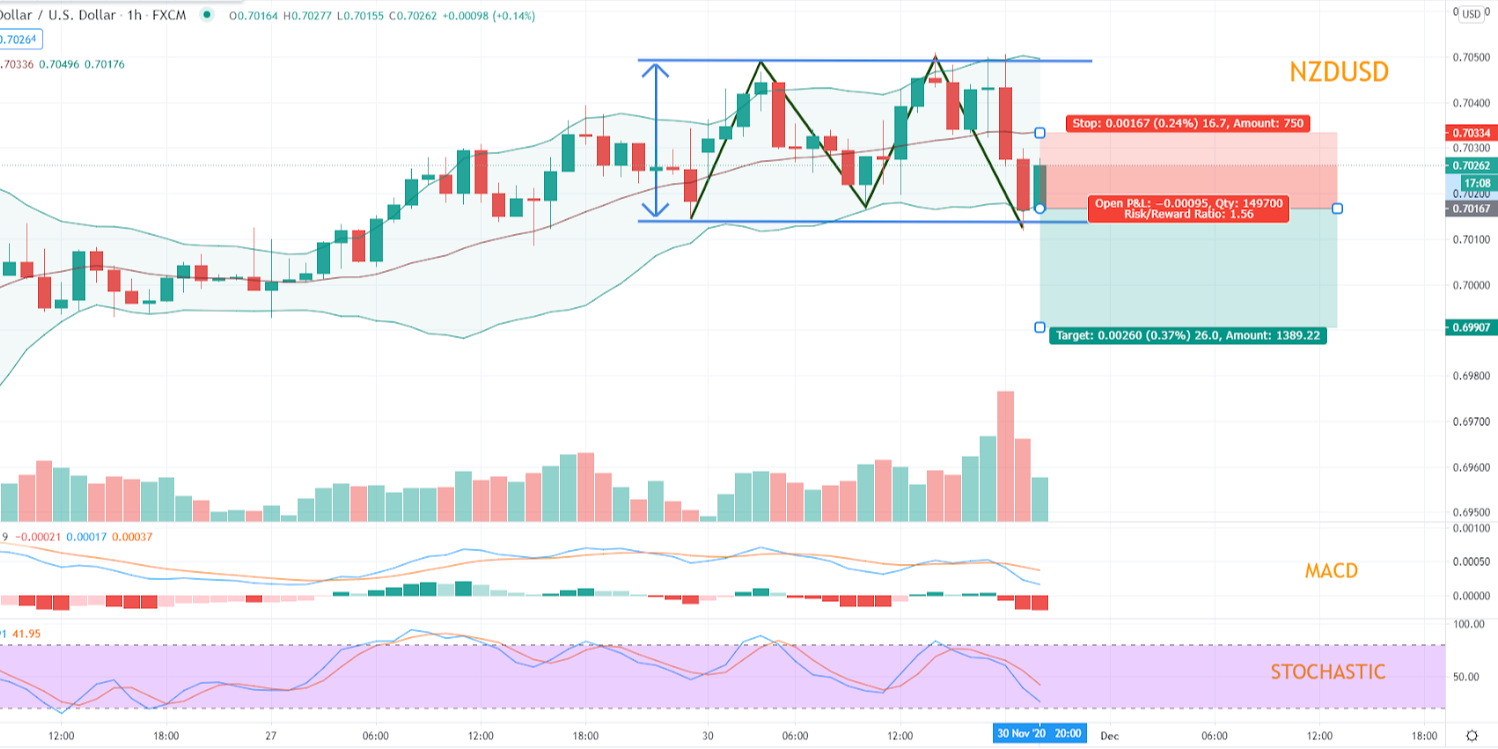 Dollar / U.S. Dollar · 1h · FXCM O0.70164 H0.70277 L0.70155 C0.70262 +0.00098 (+0.14%)
0.70264
.70336 0.70496 0.70176
USD
NZDUSD
0.70500
0.70400
0.70334
0.70300
0.70262
17:08
0.70200
0.70167
0.70100
0.70000
0.69907
0.69800
0.69700
0.69600
0.69500
Stop: 0.00167 (0.24%) 16.7, Amount: 750
Open P&L: −0.00095, Qty: 149700
Risk/Reward Ratio: 1.56
Target: 0.00260 (0.37%) 26.0, Amount: 1389.22
9 −0.00021 0.00017 0.00037
0.00100
0.00050
0.00000
MACD
41.95
100.00
50.00
STOCHASTIC
12:00 18:00 27 06:00 12:00 18:00 30 06:00 12:00 30 Nov '20 20:00 Dec 06:00 12:00 18:00